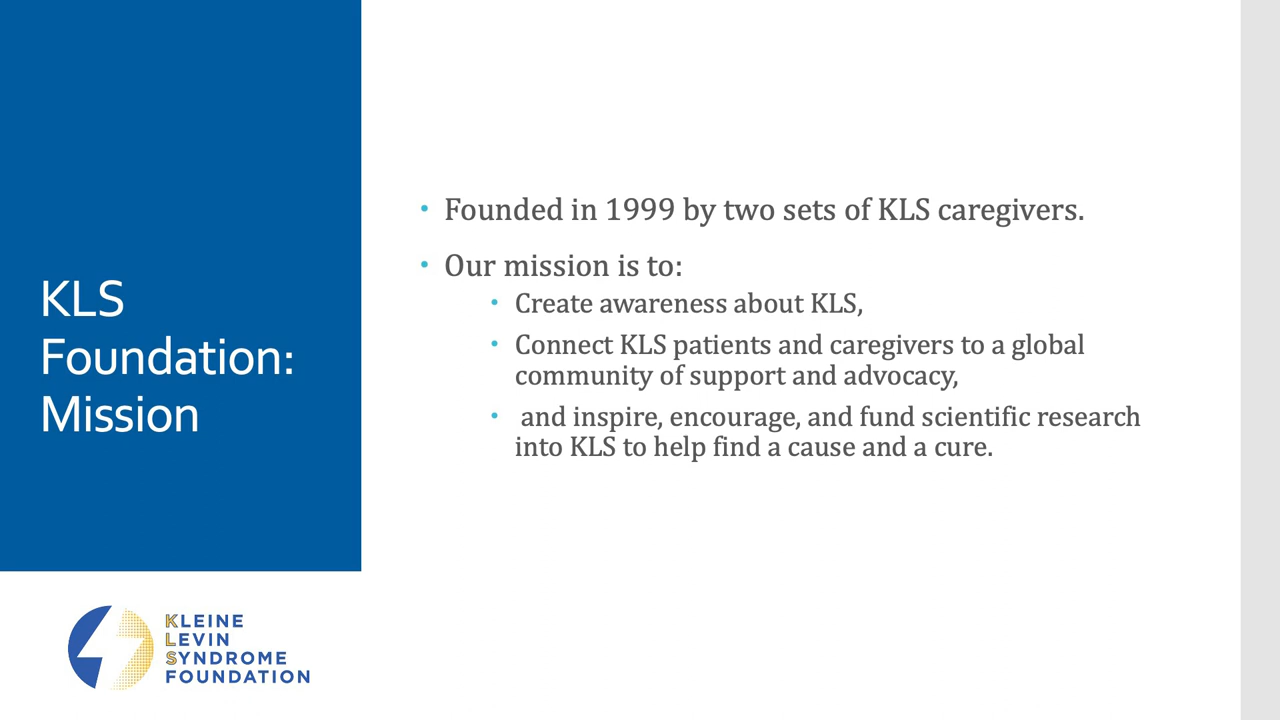 KLS
Foundation:
Mission
• Founded in 1999 by two sets of KLS caregivers.
• Our mission is to:
• Create awareness about KLS,
• Connect KLS patients and caregivers to a global
community of support and advocacy,
• and inspire, encourage, and fund scientific research
into KLS to help find a cause and a cure.
KLEINE
LEVIN
SYNDROME
FOUNDATION